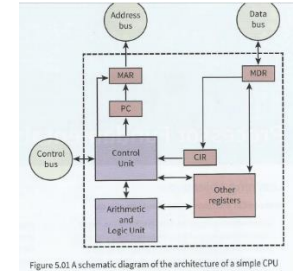 Address
bus
Data
bus
MAR
MDR
PC
Control
bus
Control
Unit
CIR
Other
registers
Arithmetic
and
Logic Unit
Figure 5.01 A schematic diagram of the architecture of a simple CPU